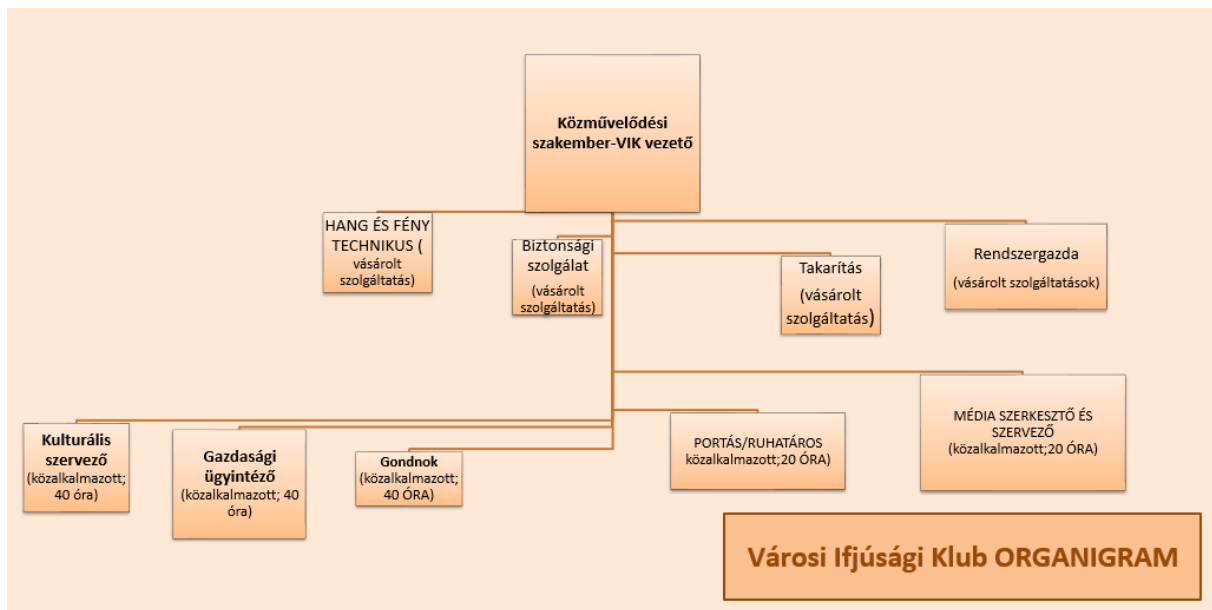 Közművelődési
szakember-VIK vezető
HANG ÉS FÉNY
TECHNIKUS (
vásárolt
szolgáltatás)
Biztonsági
szolgálat
(vásárolt
szolgáltatás)
Takarítás
(vásárolt
szolgáltatás)
Rendszergazda
(vásárolt szolgáltatások)
Kulturális
szervező
(közalkalmazott;
40 óra)
Gazdasági
ügyintéző
(közalkalmazott; 40
óra)
Gondnok
(közalkalmazott;
40 ÓRA)
PORTÁS/RUHATÁROS
közalkalmazott;20 ÓRA)
MÉDIA SZERKESZTŐ ÉS
SZERVEZŐ
(közalkalmazott;20 ÓRA)
Városi Ifjúsági Klub ORGANIGRAM